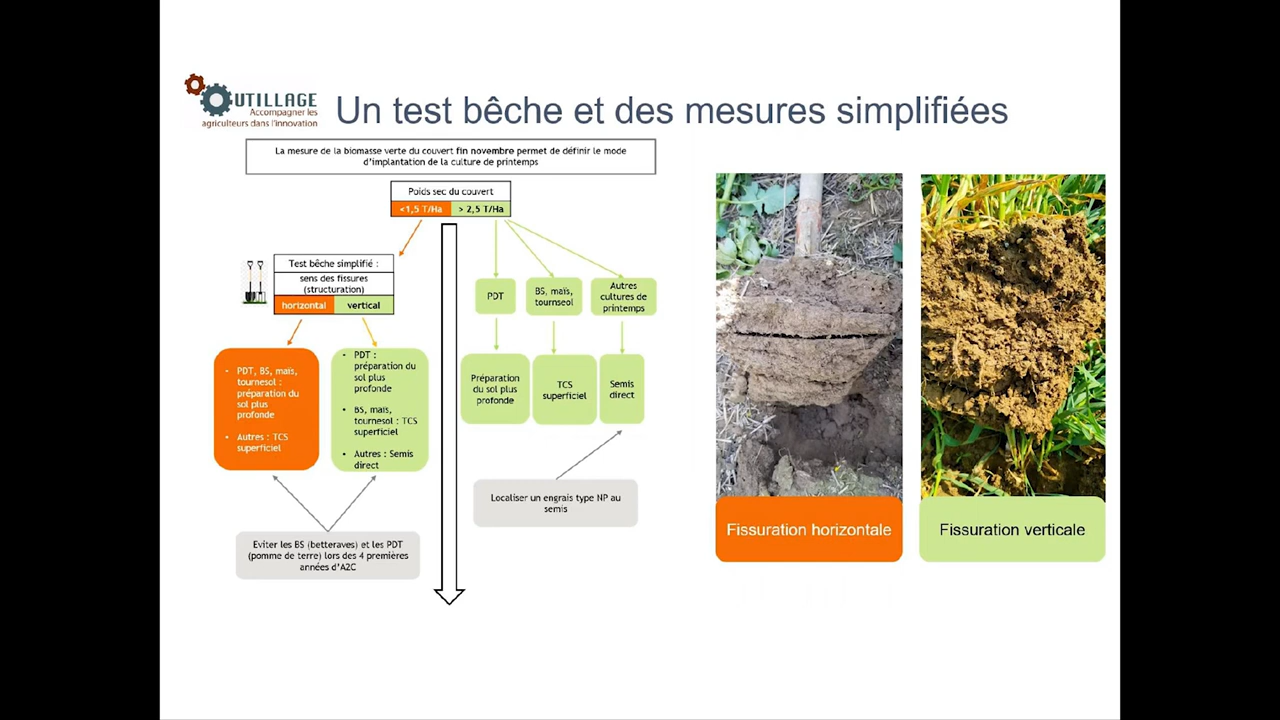 UTILLAGE
Accompagner les
agriculteurs dans l'innovation
Un test bêche et des mesures simplifiées
La mesure de la biomasse verte du couvert fin novembre permet de définir le mode
d'implantation de la culture de printemps
Poids sec du couvert
<1,5 T/Ha > 2,5 T/Ha
Test bêche simplifié :
sens des fissures
(structuration)
horizontal vertical
• PDT, BS, maïs,
tournesol :
préparation du
sol plus
profonde
• Autres : TCS
superficiel
• PDT :
préparation du
sol plus
profonde
• BS, maïs,
tournesol : TCS
superficiel
• Autres : Semis
direct
Eviter les BS (betteraves) et les PDT
(pomme de terre) lors des 4 premières
années d'A2C
PDT
BS, maïs,
tournseol
Autres
cultures de
printemps
Préparation
du sol plus
profonde
TCS
superficiel
Semis
direct
Localiser un engrais type NP au
semis
Fissuration horizontale
Fissuration verticale